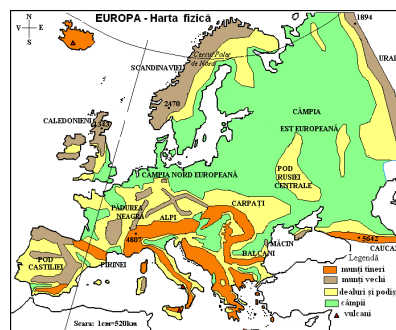 EUROPA - Harta fizică
N
V E
S
1894
Cercul Polar
de Nord
SCANDINAVIEI
URAL
2470
CALEDONIENI
1343
CÂMPIA
EST EUROPEANĂ
CÂMPIA NORD EUROPEANĂ
POD
RUSIEI
CENTRALE
PĂDUREA
NEAGRĂ
CARPAȚI
ALPI
4807
MĂCIN
5642
CAUCAZ
POD
CASTILIEI
PIRINEI
BALCANI
Legendă
munți tineri
munți vechi
dealuri și podiș
câmpii
vulcani
Scara: 1cm=520km